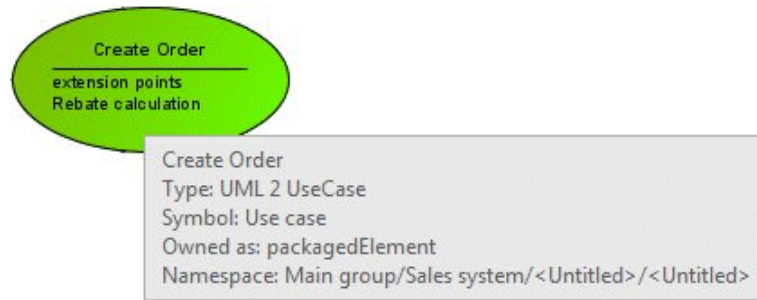 Create Order
extension points
Rebate calculation
Create Order
Type: UML 2 UseCase
Symbol: Use case
Owned as: packagedElement
Namespace: Main group/Sales system/<Untitled>/<Untitled>